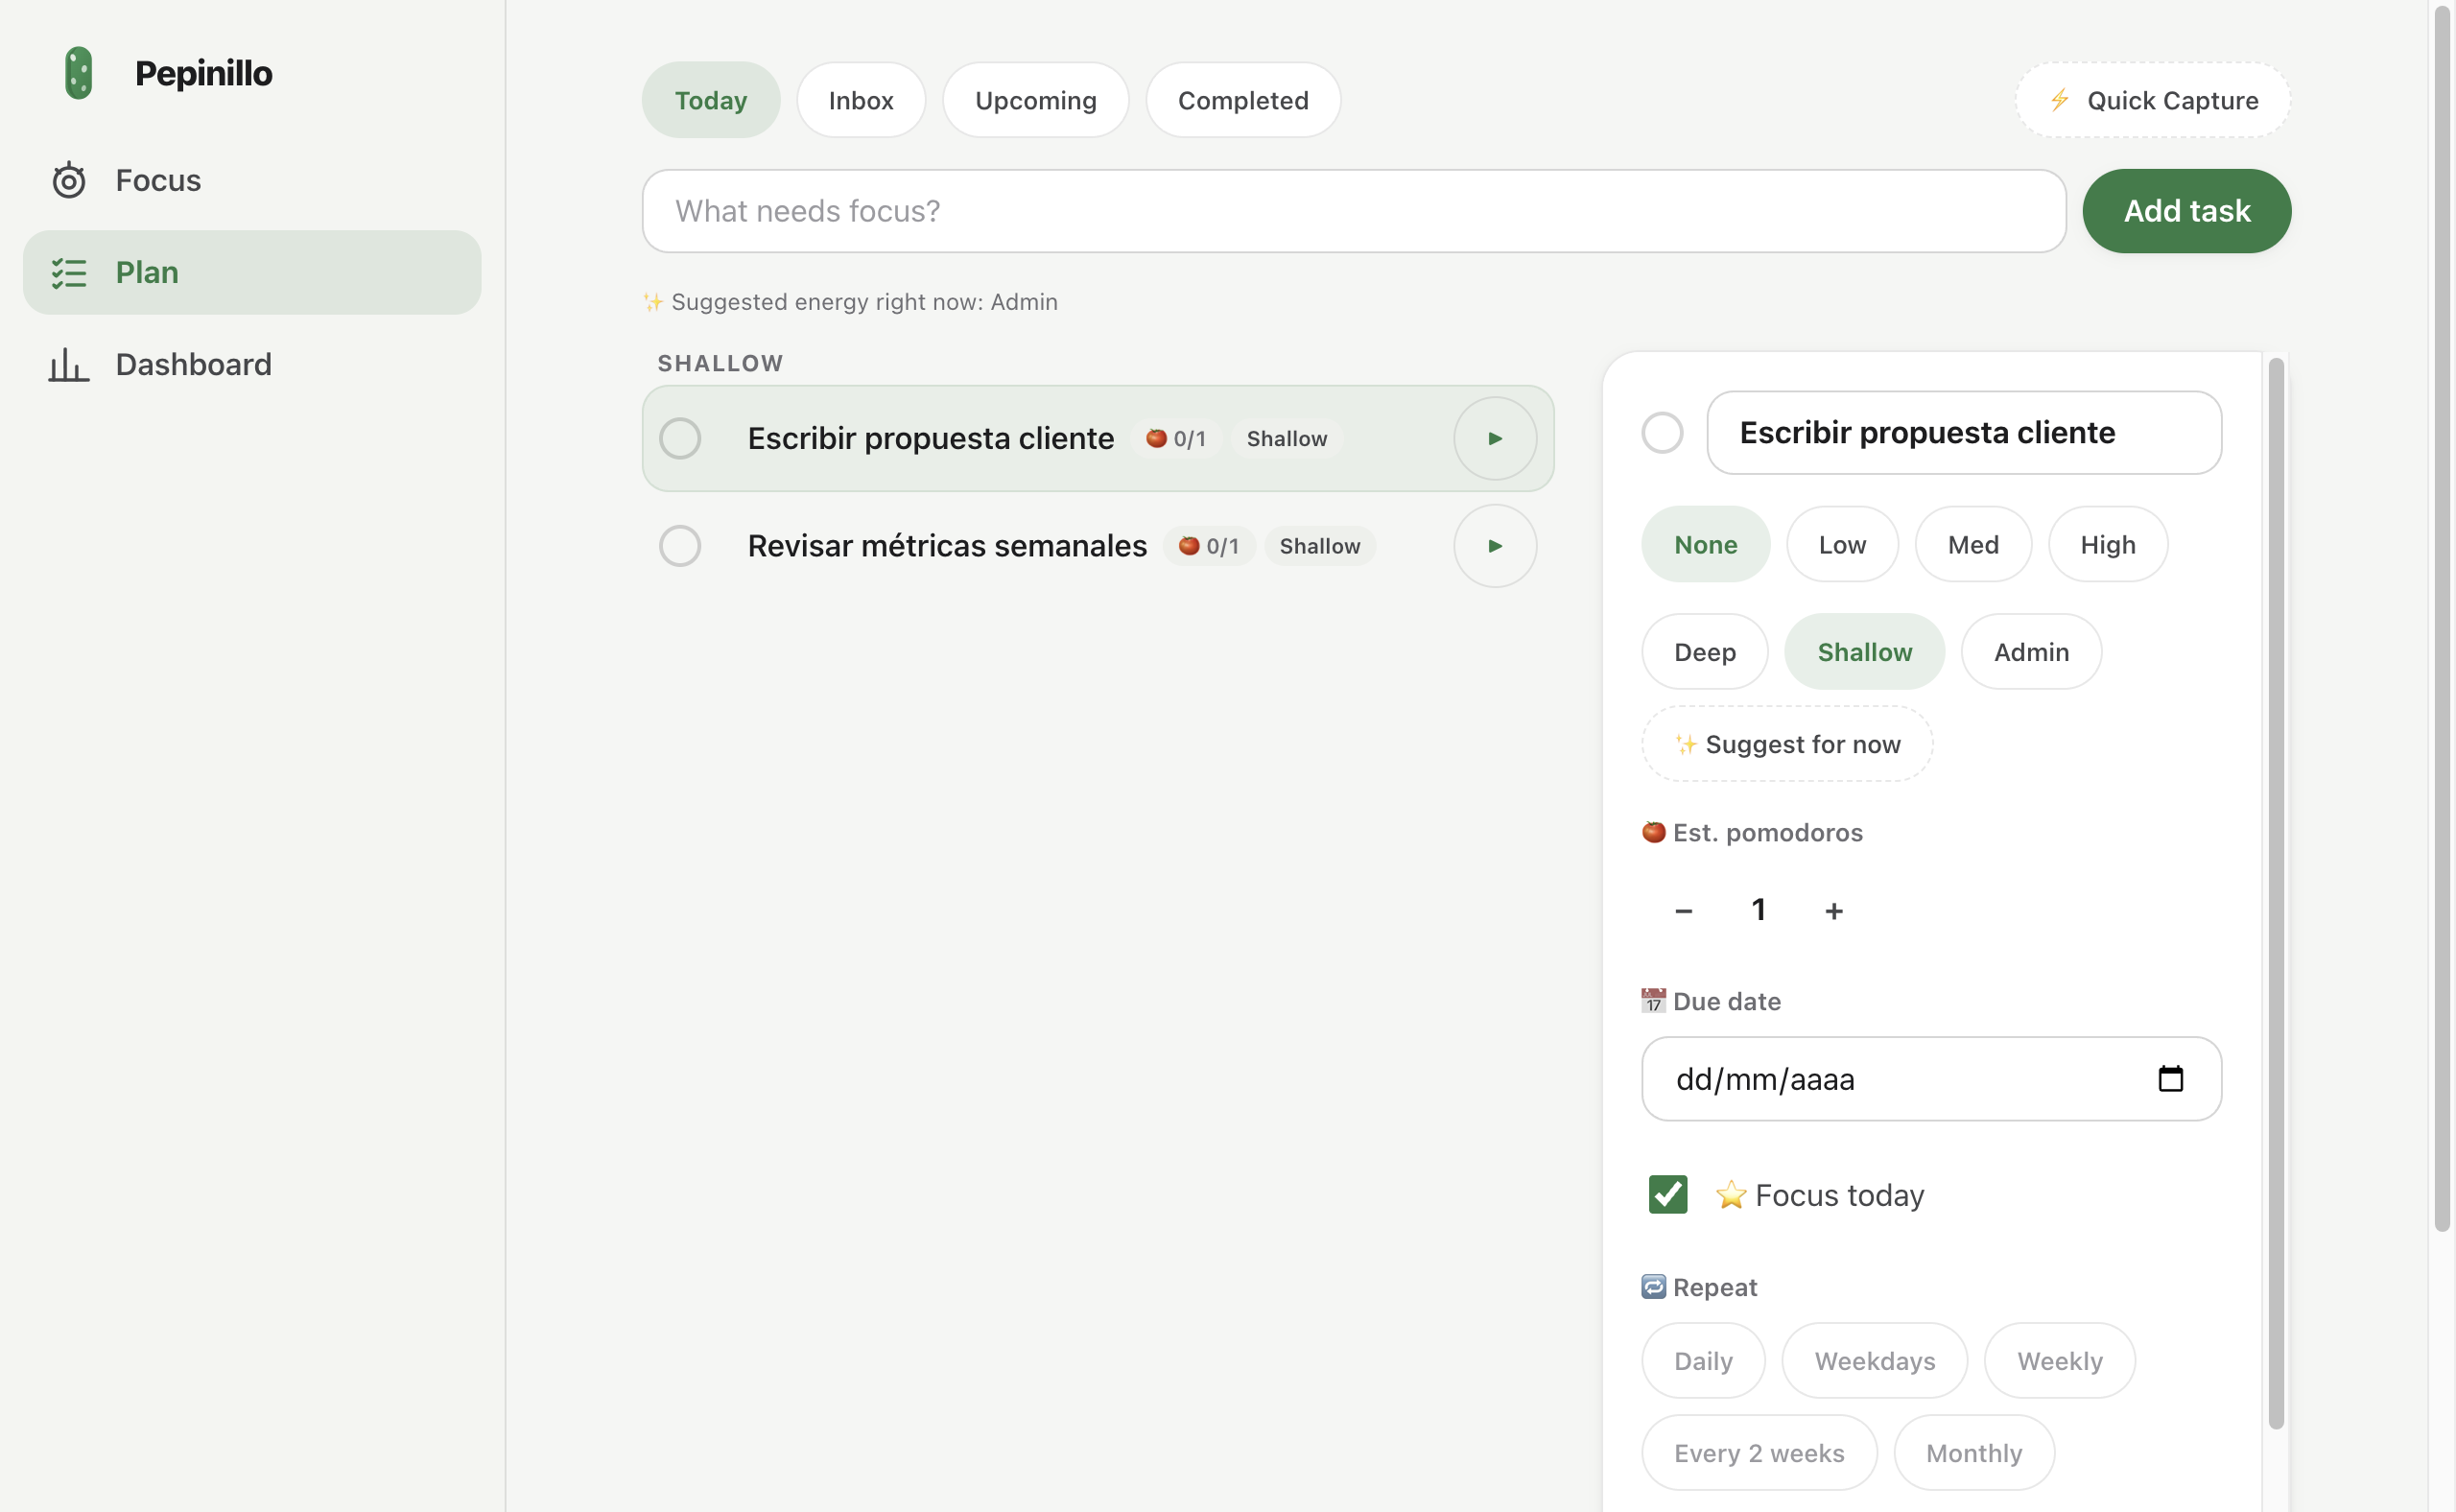 Pepinillo
Focus
Plan
Dashboard
Today Inbox Upcoming Completed
⚡ Quick Capture
What needs focus?
Add task
✨ Suggested energy right now: Admin
SHALLOW
Escribir propuesta cliente 🍅 0/1 Shallow
Revisar métricas semanales 🍅 0/1 Shallow
Escribir propuesta cliente
None Low Med High
Deep Shallow Admin
✨ Suggest for now
🍅 Est. pomodoros
− 1 +
📅 Due date
dd/mm/aaaa
⭐ Focus today
🔁 Repeat
Daily Weekdays Weekly
Every 2 weeks Monthly